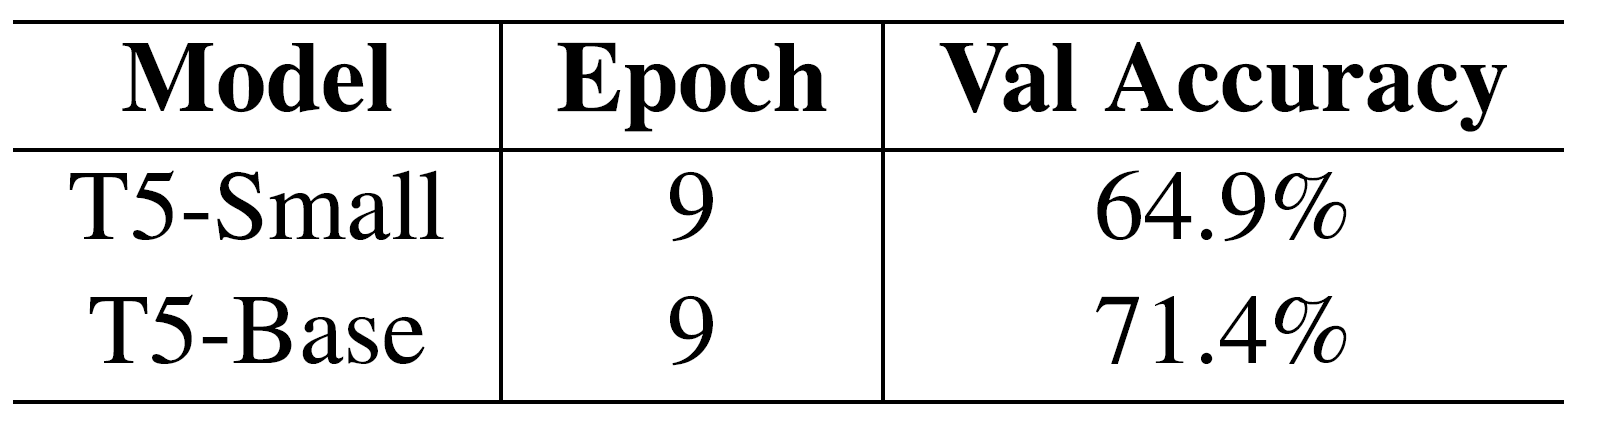 Model Epoch Val Accuracy
T5-Small 9 64.9%
T5-Base 9 71.4%